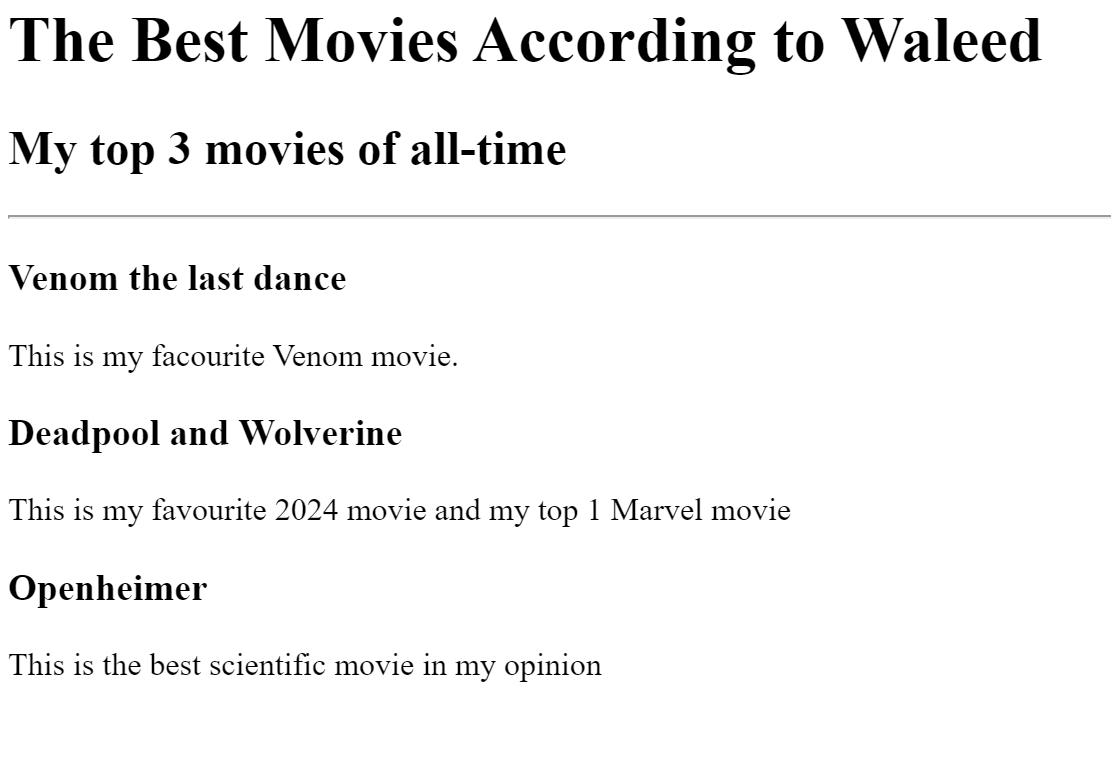 The Best Movies According to Waleed
My top 3 movies of all-time
Venom the last dance
This is my facourite Venom movie.
Deadpool and Wolverine
This is my favourite 2024 movie and my top 1 Marvel movie
Openheimer
This is the best scientific movie in my opinion